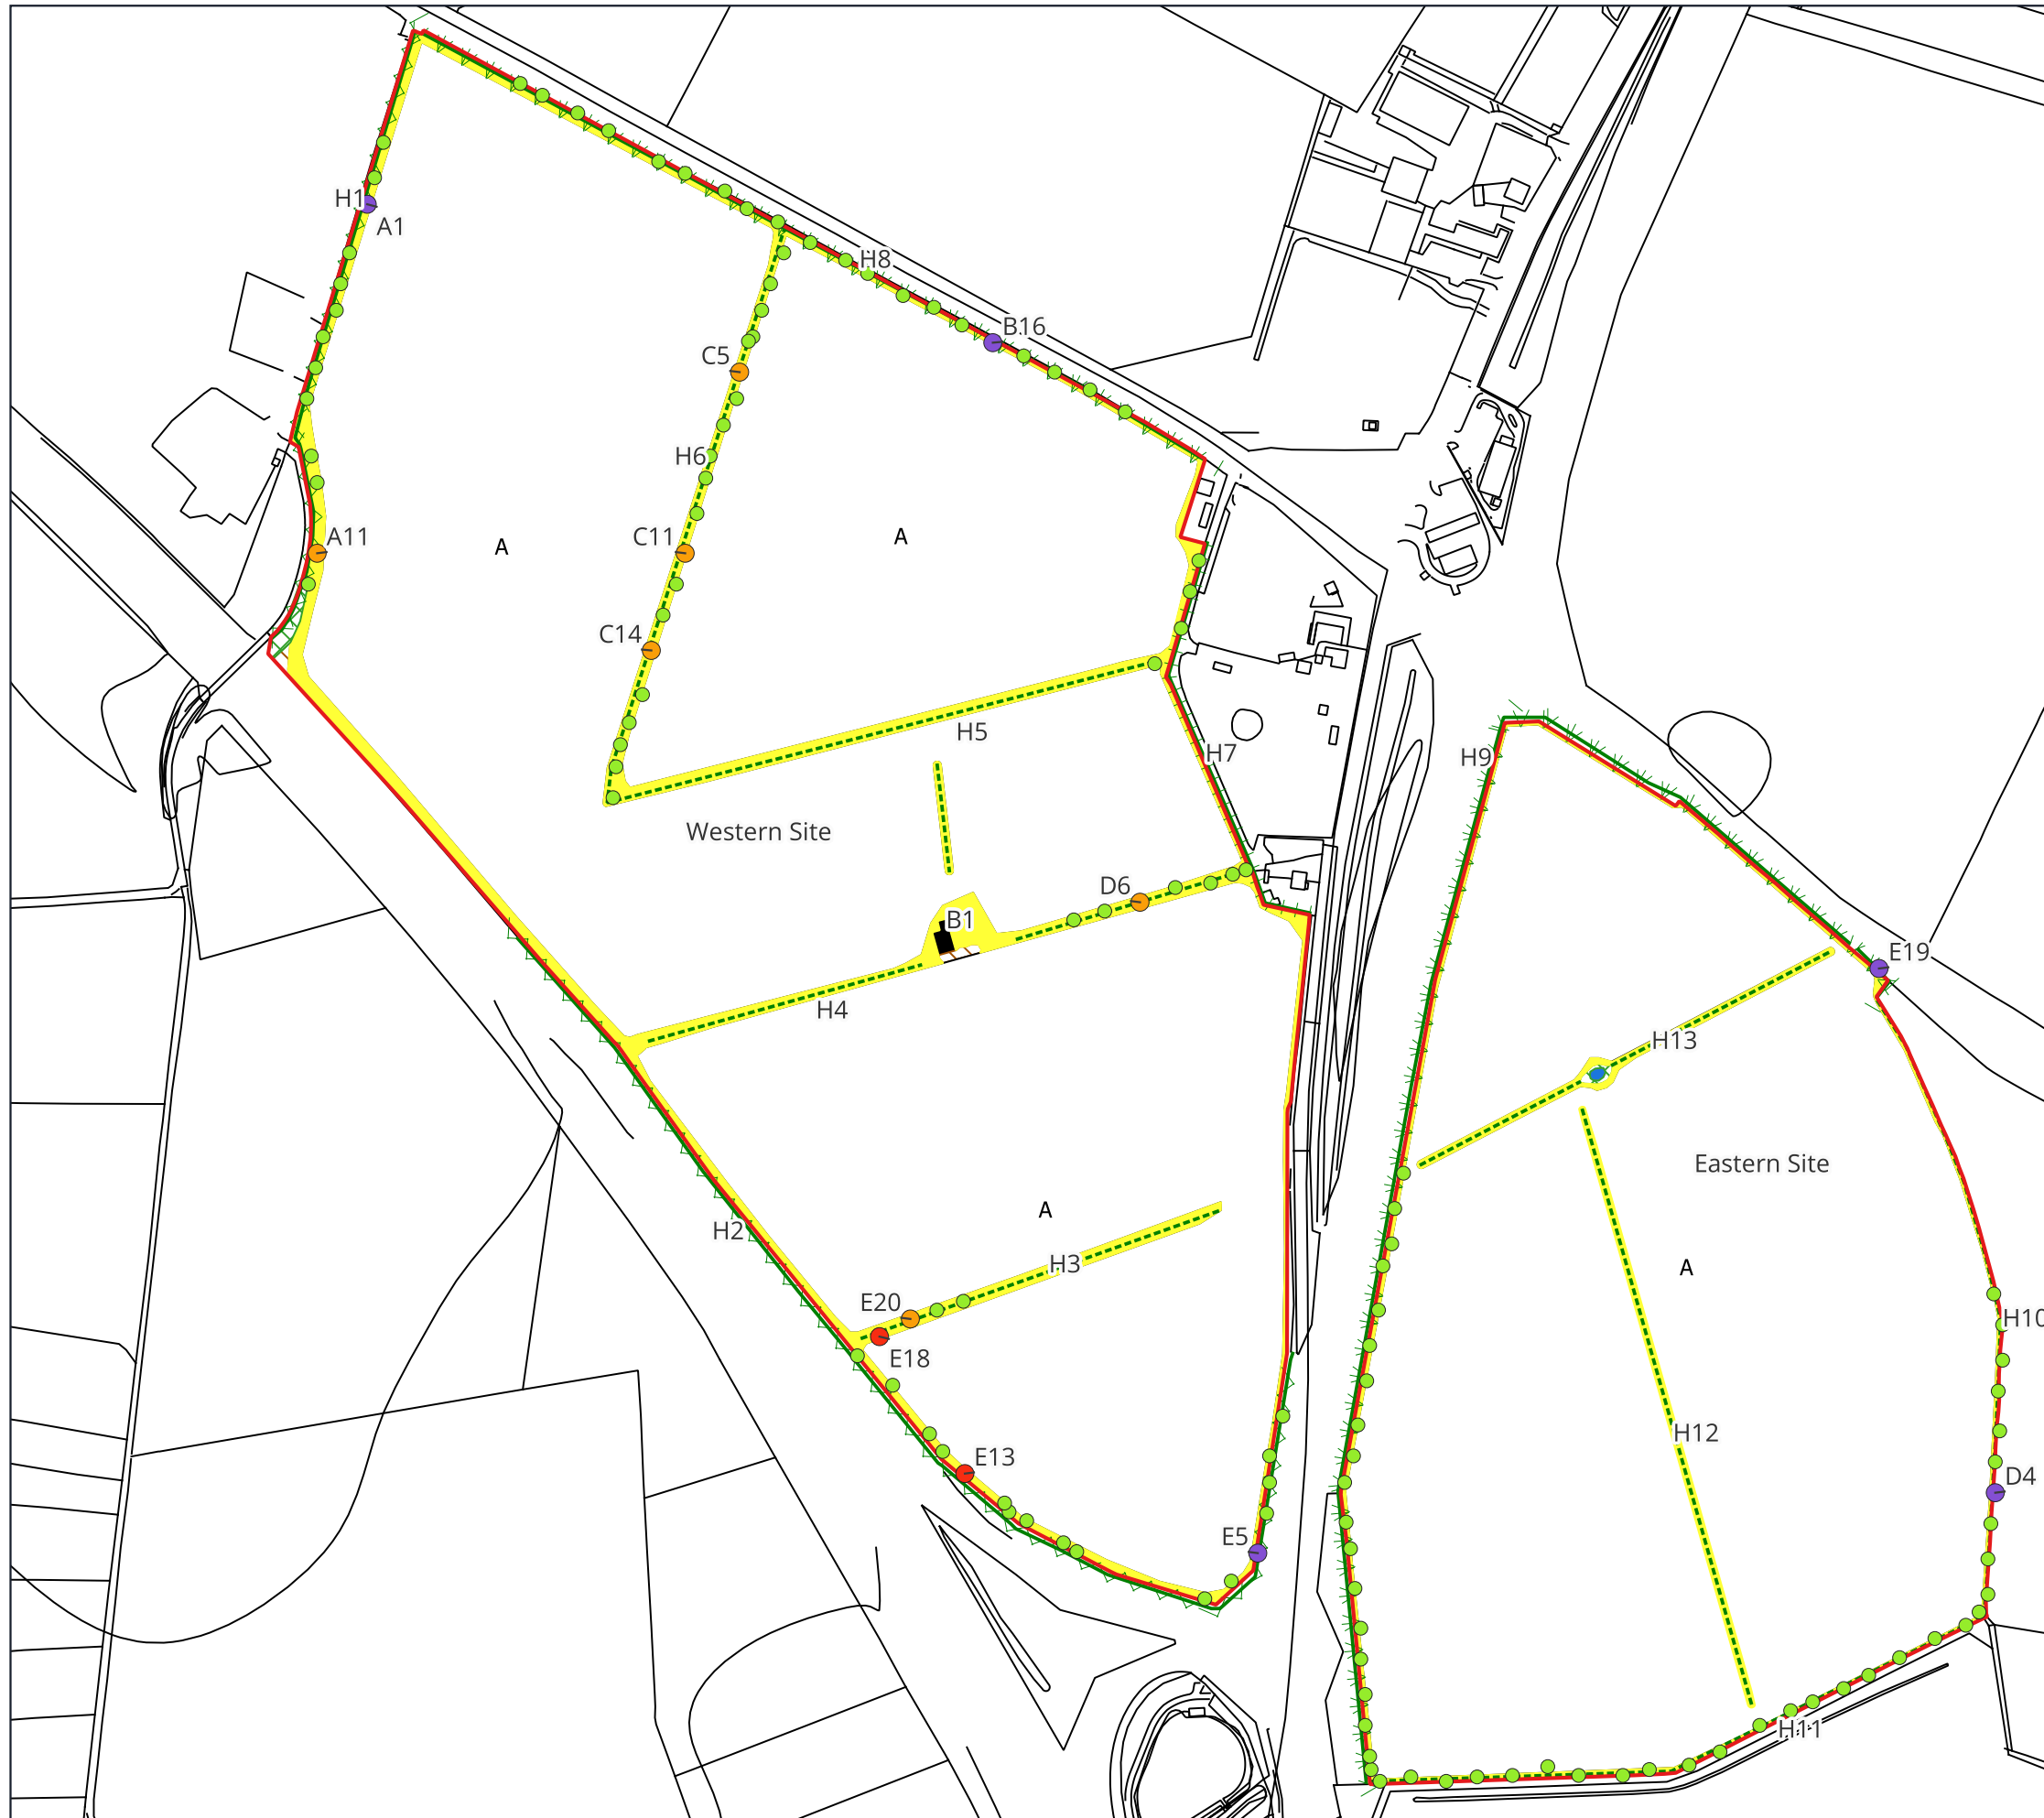 H1
A1
H8
B16
C5
H6
C11
A11
A
A
C14
H5
H7
H9
Western Site
D6
B1
E19
H4
H13
Eastern Site
A
H2
H3
A
E20
H10
E18
H12
E13
D4
E5
H11